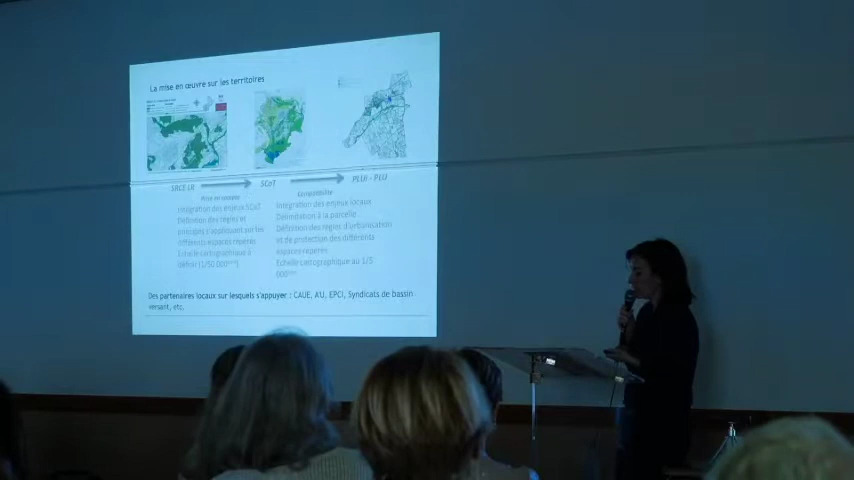 La mise en œuvre sur les territoires
SRCE LR
SCoT
PLUi - PLU
Mise en compte
Compatibilité
Intégration des enjeux SCoT
Définition des règles et
principes s'appliquant sur les
différents espaces repérés
Echelle cartographique à
définir (1/50 000ème)
Intégration des enjeux locaux
Délimitation à la parcelle
Définition des règles d'urbanisation
et de protection des différents
espaces repérés
Echelle cartographique au 1/5
000ème
Des partenaires locaux sur lesquels s'appuyer : CAUE, AU, EPCI, Syndicats de bassin
versant, etc.